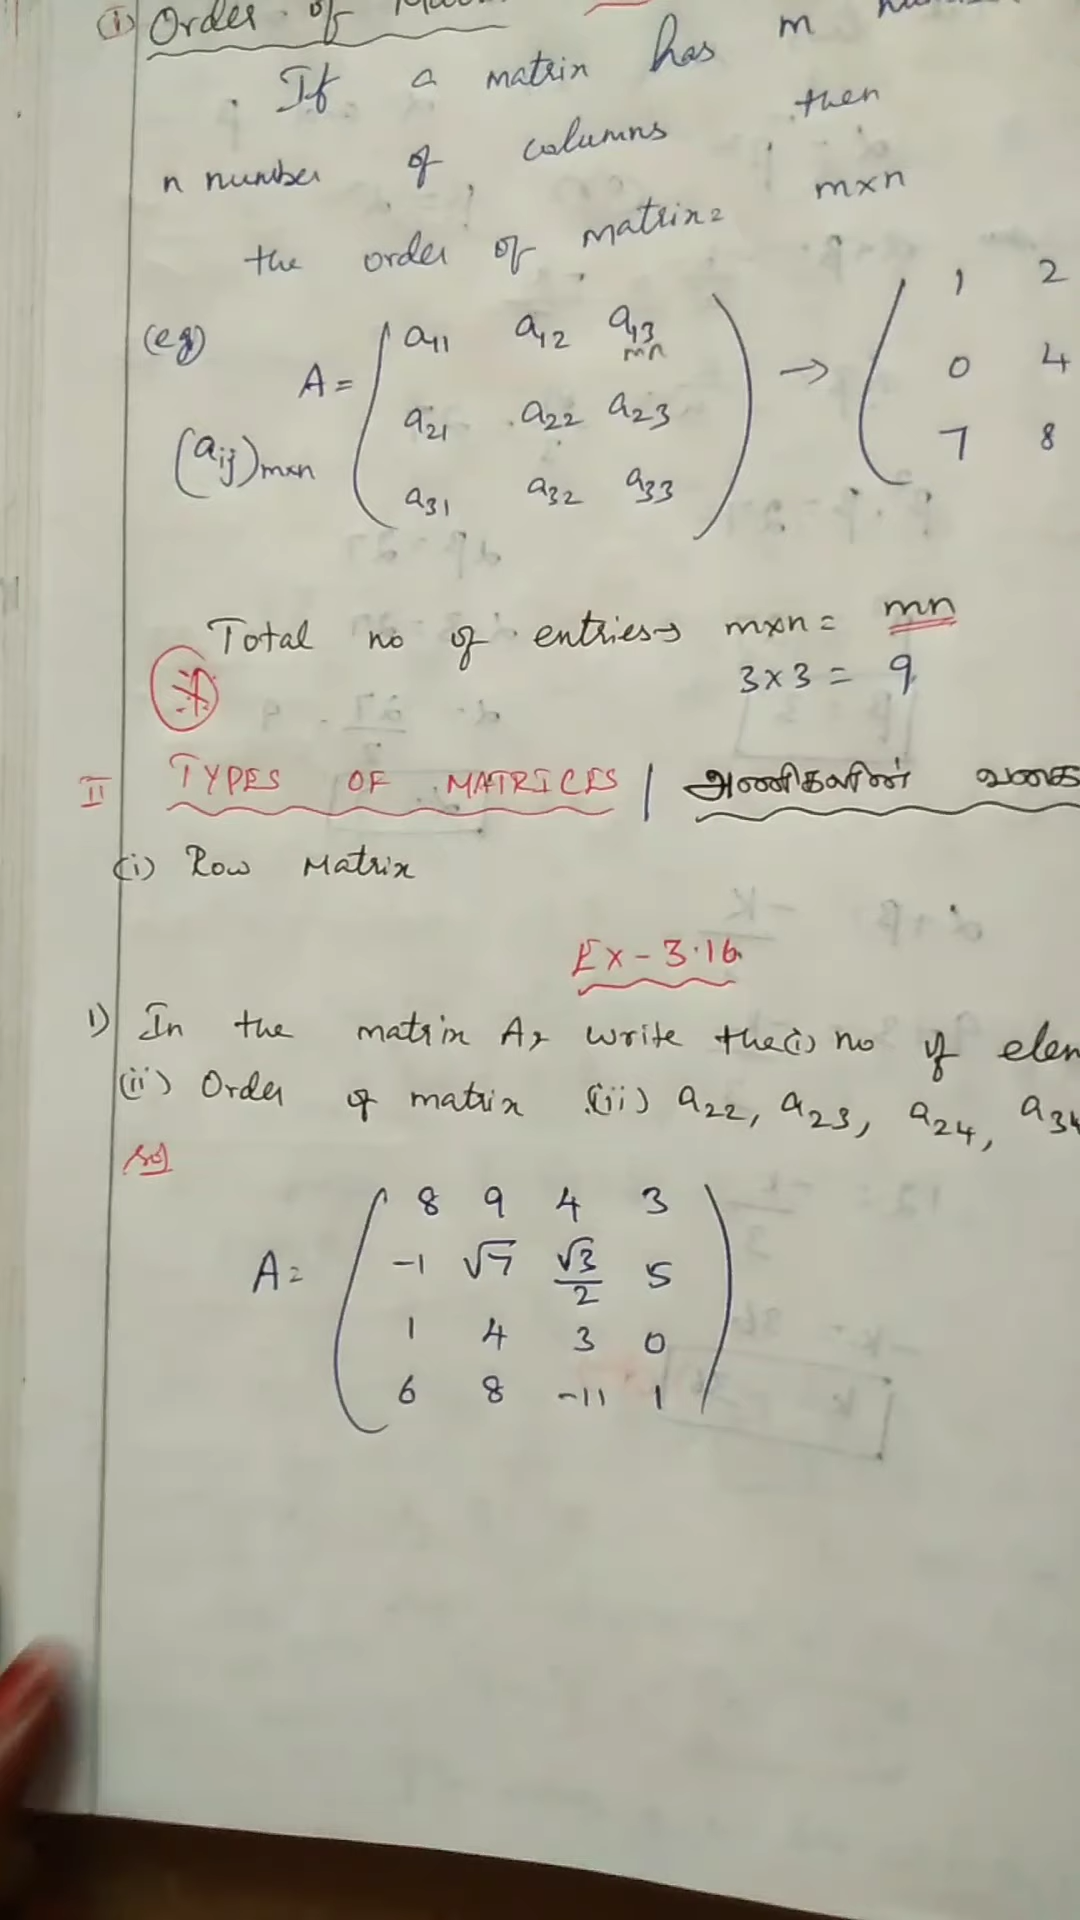 (i) Order of
If a matrix has m
n number of columns, then
the order of matrix = m×n
(eg) A = ( a11 a12 a13 → ( 1 2
mn
a21 a22 a23 0 4
(aij)m×n a31 a32 a33 ) 7 8
Total no of entries → m×n = mn
3×3 = 9
II TYPES OF MATRICES | அணிகளின் வகை
(i) Row Matrix
Ex - 3.16
1) In the matrix A, write the (i) no of elem
(ii) Order of matrix (iii) a22, a23, a24, a34
sol
A = ( 8 9 4 3
-1 √7 √3/2 5
1 4 3 0
6 8 -11 1 )